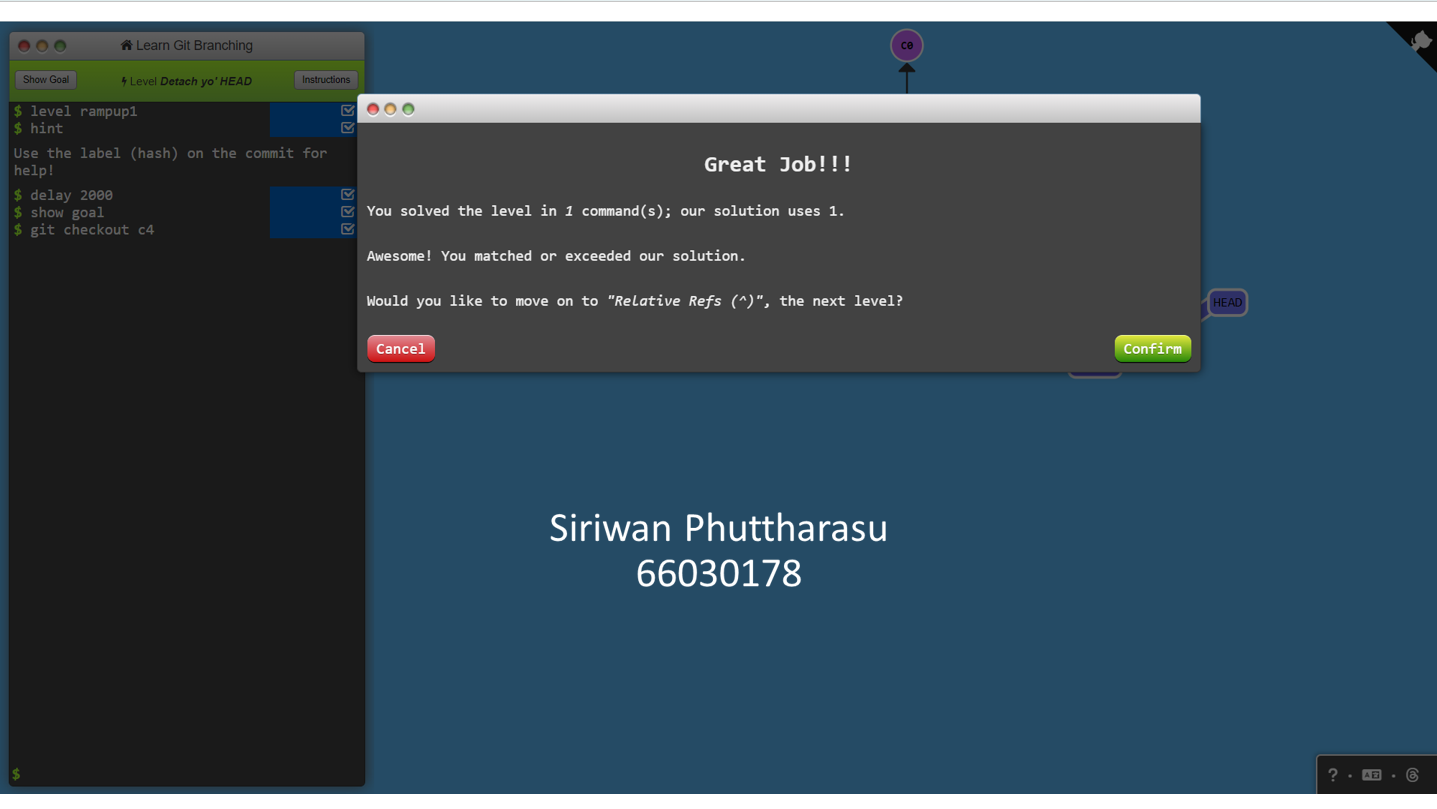 Learn Git Branching
Show Goal
Level Detach yo' HEAD
Instructions
$ level rampup1
$ hint
Use the label (hash) on the commit for
help!
$ delay 2000
$ show goal
$ git checkout c4
$
C0
Great Job!!!
You solved the level in 1 command(s); our solution uses 1.
Awesome! You matched or exceeded our solution.
Would you like to move on to "Relative Refs (^)", the next level?
Cancel
Confirm
HEAD
Siriwan Phuttharasu
66030178
?